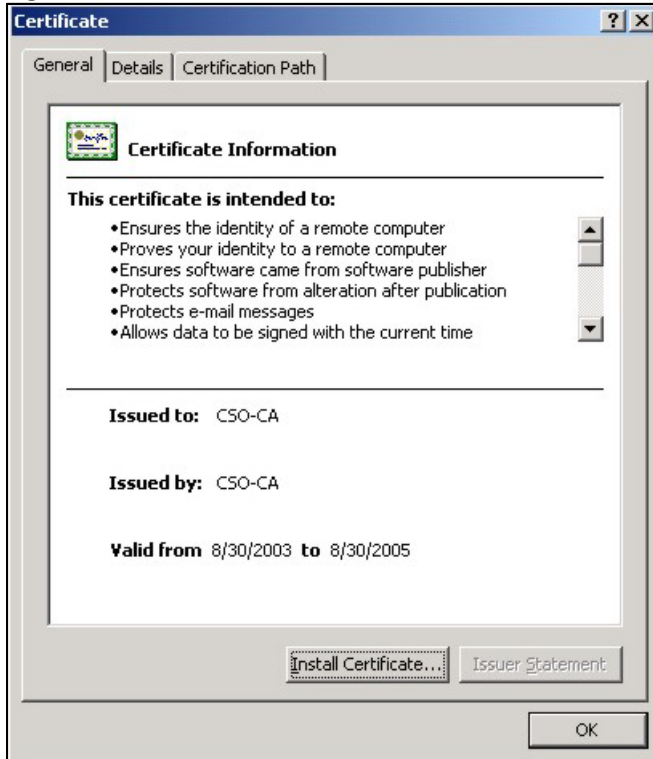 Certificate
General Details Certification Path
Certificate Information
This certificate is intended to:
•Ensures the identity of a remote computer
•Proves your identity to a remote computer
•Ensures software came from software publisher
•Protects software from alteration after publication
•Protects e-mail messages
•Allows data to be signed with the current time
Issued to: CSO-CA
Issued by: CSO-CA
Valid from 8/30/2003 to 8/30/2005
Install Certificate... Issuer Statement
OK